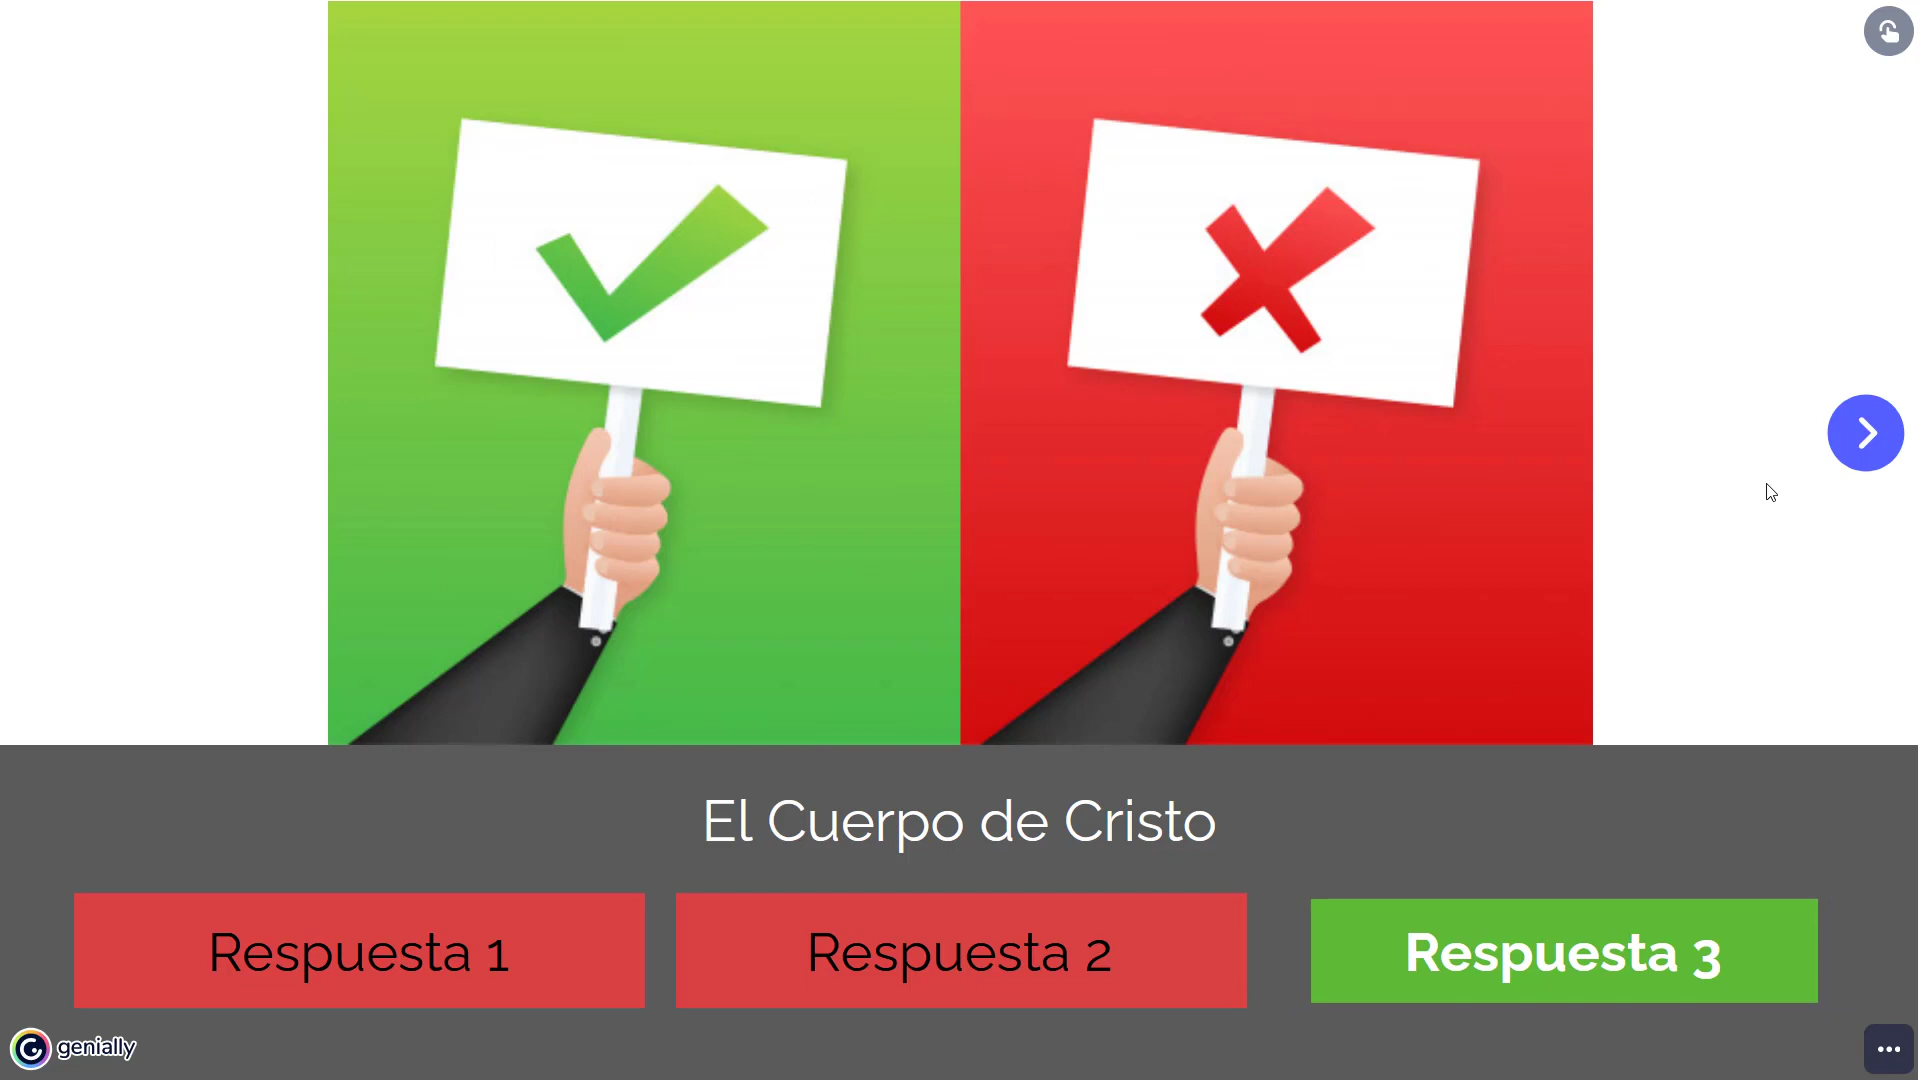 El Cuerpo de Cristo
Respuesta 1
Respuesta 2
Respuesta 3
genially